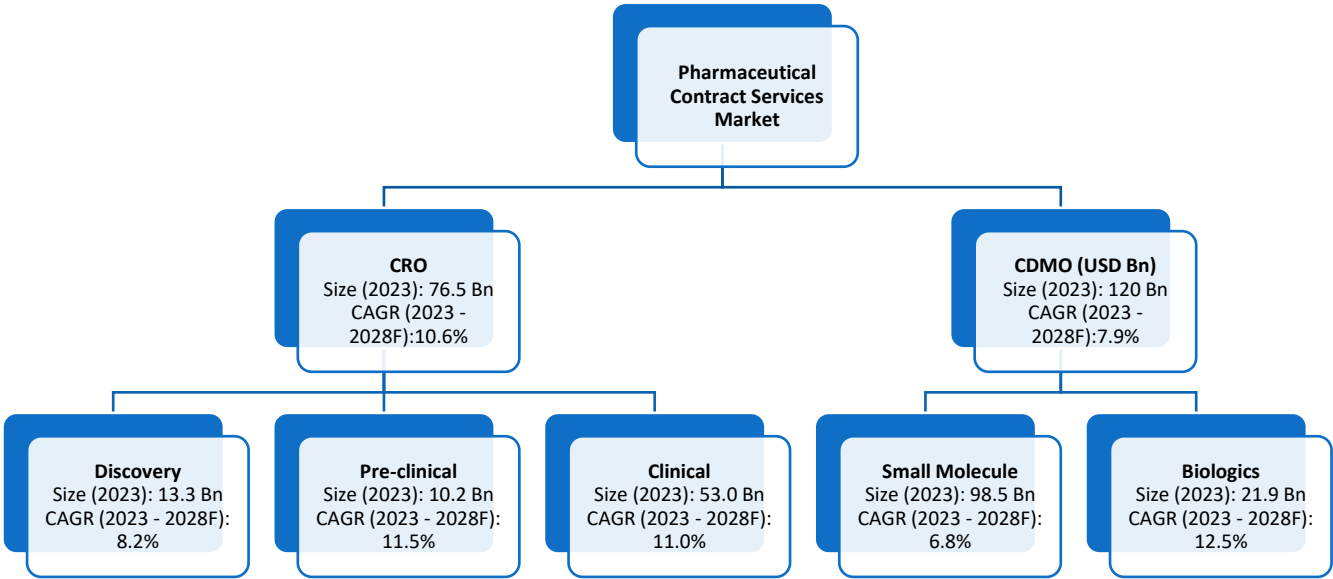 Pharmaceutical
Contract Services
Market
CRO
Size (2023): 76.5 Bn
CAGR (2023 -
2028F):10.6%
CDMO (USD Bn)
Size (2023): 120 Bn
CAGR (2023 -
2028F):7.9%
Discovery
Size (2023): 13.3 Bn
CAGR (2023 - 2028F):
8.2%
Pre-clinical
Size (2023): 10.2 Bn
CAGR (2023 - 2028F):
11.5%
Clinical
Size (2023): 53.0 Bn
CAGR (2023 - 2028F):
11.0%
Small Molecule
Size (2023): 98.5 Bn
CAGR (2023 - 2028F):
6.8%
Biologics
Size (2023): 21.9 Bn
CAGR (2023 - 2028F):
12.5%